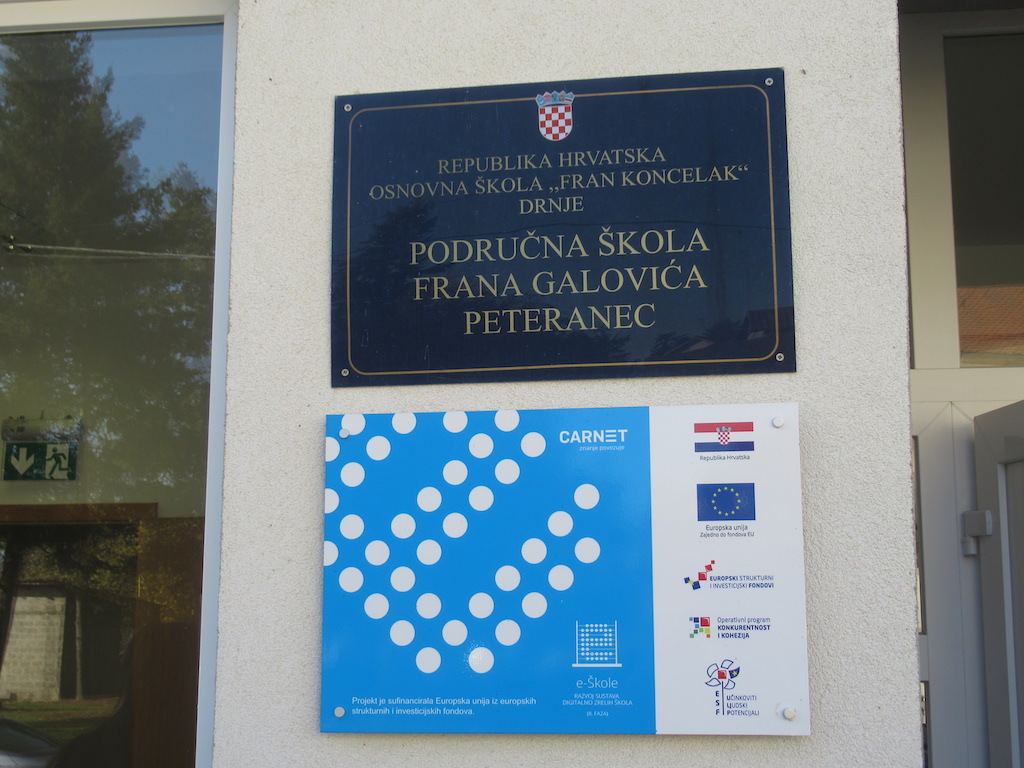 REPUBLIKA HRVATSKA
OSNOVNA ŠKOLA „FRAN KONCELAK“
DRNJE
PODRUČNA ŠKOLA
FRANA GALOVIĆA
PETERANEC
CARNET
znanje povezuje
e-Škole
RAZVOJ SUSTAVA
DIGITALNO ZRELIH ŠKOLA
(II. FAZA)
Projekt je sufinancirala Europska unija iz europskih
strukturnih i investicijskih fondova.
Republika Hrvatska
Europska unija
Zajedno do fondova EU
EUROPSKI STRUKTURNI
I INVESTICIJSKI FONDOVI
Operativni program
KONKURENTNOST
I KOHEZIJA
ESF
UČINKOVITI
LJUDSKI
POTENCIJALI